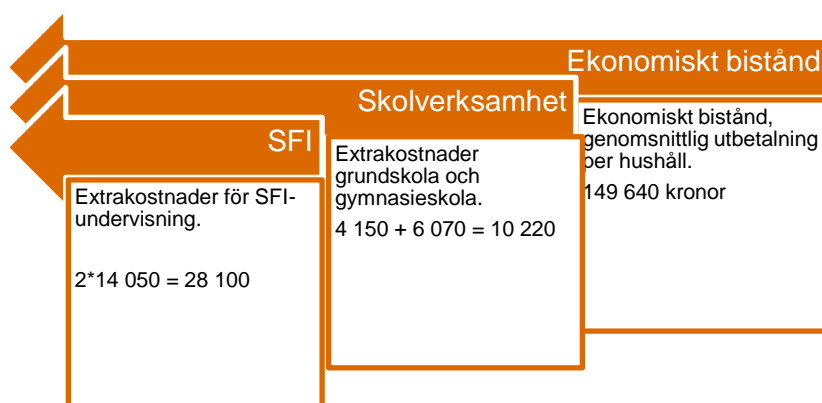 Ekonomiskt bistånd
Skolverksamhet
SFI
Ekonomiskt bistånd,
genomsnittlig utbetalning
per hushåll.
149 640 kronor
Extrakostnader
grundskola och
gymnasieskola.
4 150 + 6 070 = 10 220
Extrakostnader för SFI-
undervisning.
2*14 050 = 28 100